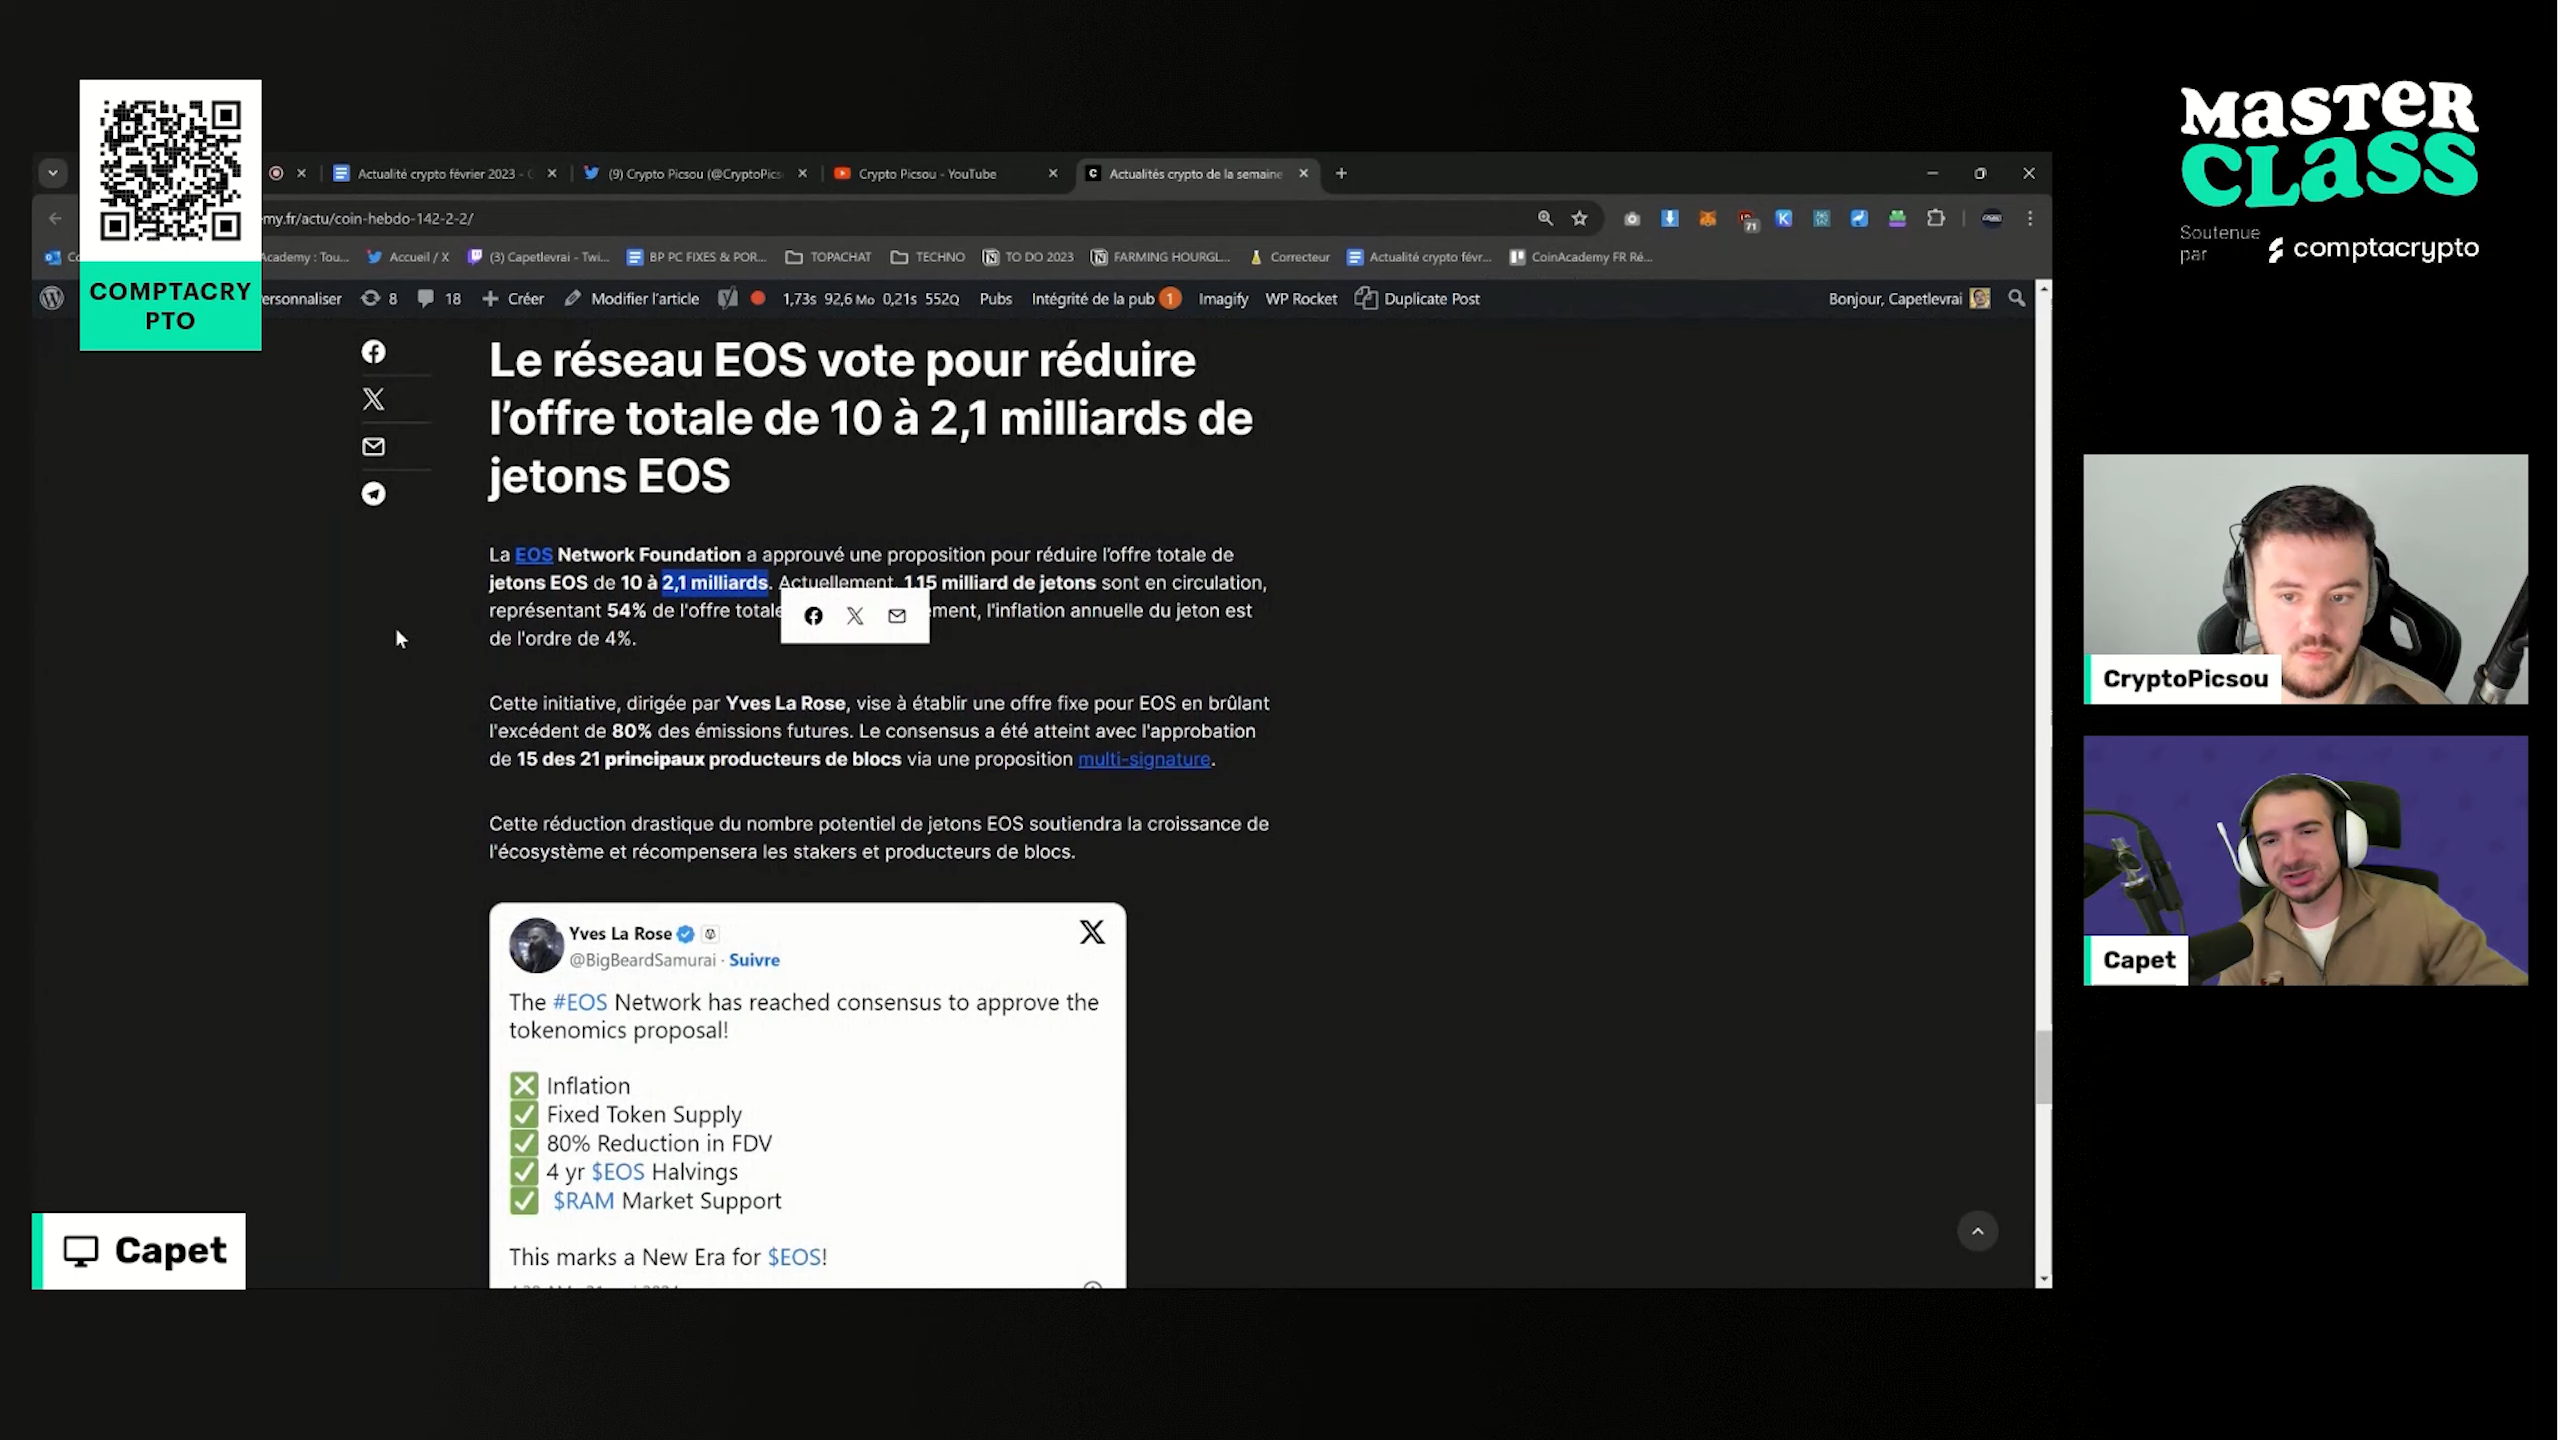 MASTER
CLASS
Soutenue
par
comptacrypto
COMPTACRY
PTO
Actualité crypto février 2023 -
(9) Crypto Picsou (@CryptoPics
Crypto Picsou - YouTube
Actualités crypto de la semaine
my.fr/actu/coin-hebdo-142-2-2/
71
Academy : Tou...
Accueil / X
(3) Capetlevrai - Twi...
BP PC FIXES & POR...
TOPACHAT
TECHNO
TO DO 2023
FARMING HOURGL...
Correcteur
Actualité crypto févr...
CoinAcademy FR Ré...
ersonnaliser
8
18
Créer
Modifier l'article
1,73s 92,6 Mo 0,21s 552Q
Pubs
Intégrité de la pub 1
Imagify
WP Rocket
Duplicate Post
Bonjour, Capetlevrai
Le réseau EOS vote pour réduire
l'offre totale de 10 à 2,1 milliards de
jetons EOS
La EOS Network Foundation a approuvé une proposition pour réduire l'offre totale de
jetons EOS de 10 à 2,1 milliards. Actuellement, 1,15 milliard de jetons sont en circulation,
représentant 54% de l'offre totale ment, l'inflation annuelle du jeton est
de l'ordre de 4%.
Cette initiative, dirigée par Yves La Rose, vise à établir une offre fixe pour EOS en brûlant
l'excédent de 80% des émissions futures. Le consensus a été atteint avec l'approbation
de 15 des 21 principaux producteurs de blocs via une proposition multi-signature.
Cette réduction drastique du nombre potentiel de jetons EOS soutiendra la croissance de
l'écosystème et récompensera les stakers et producteurs de blocs.
Yves La Rose
@BigBeardSamurai · Suivre
The #EOS Network has reached consensus to approve the
tokenomics proposal!
Inflation
Fixed Token Supply
80% Reduction in FDV
4 yr $EOS Halvings
$RAM Market Support
This marks a New Era for $EOS!
CryptoPicsou
Capet
Capet